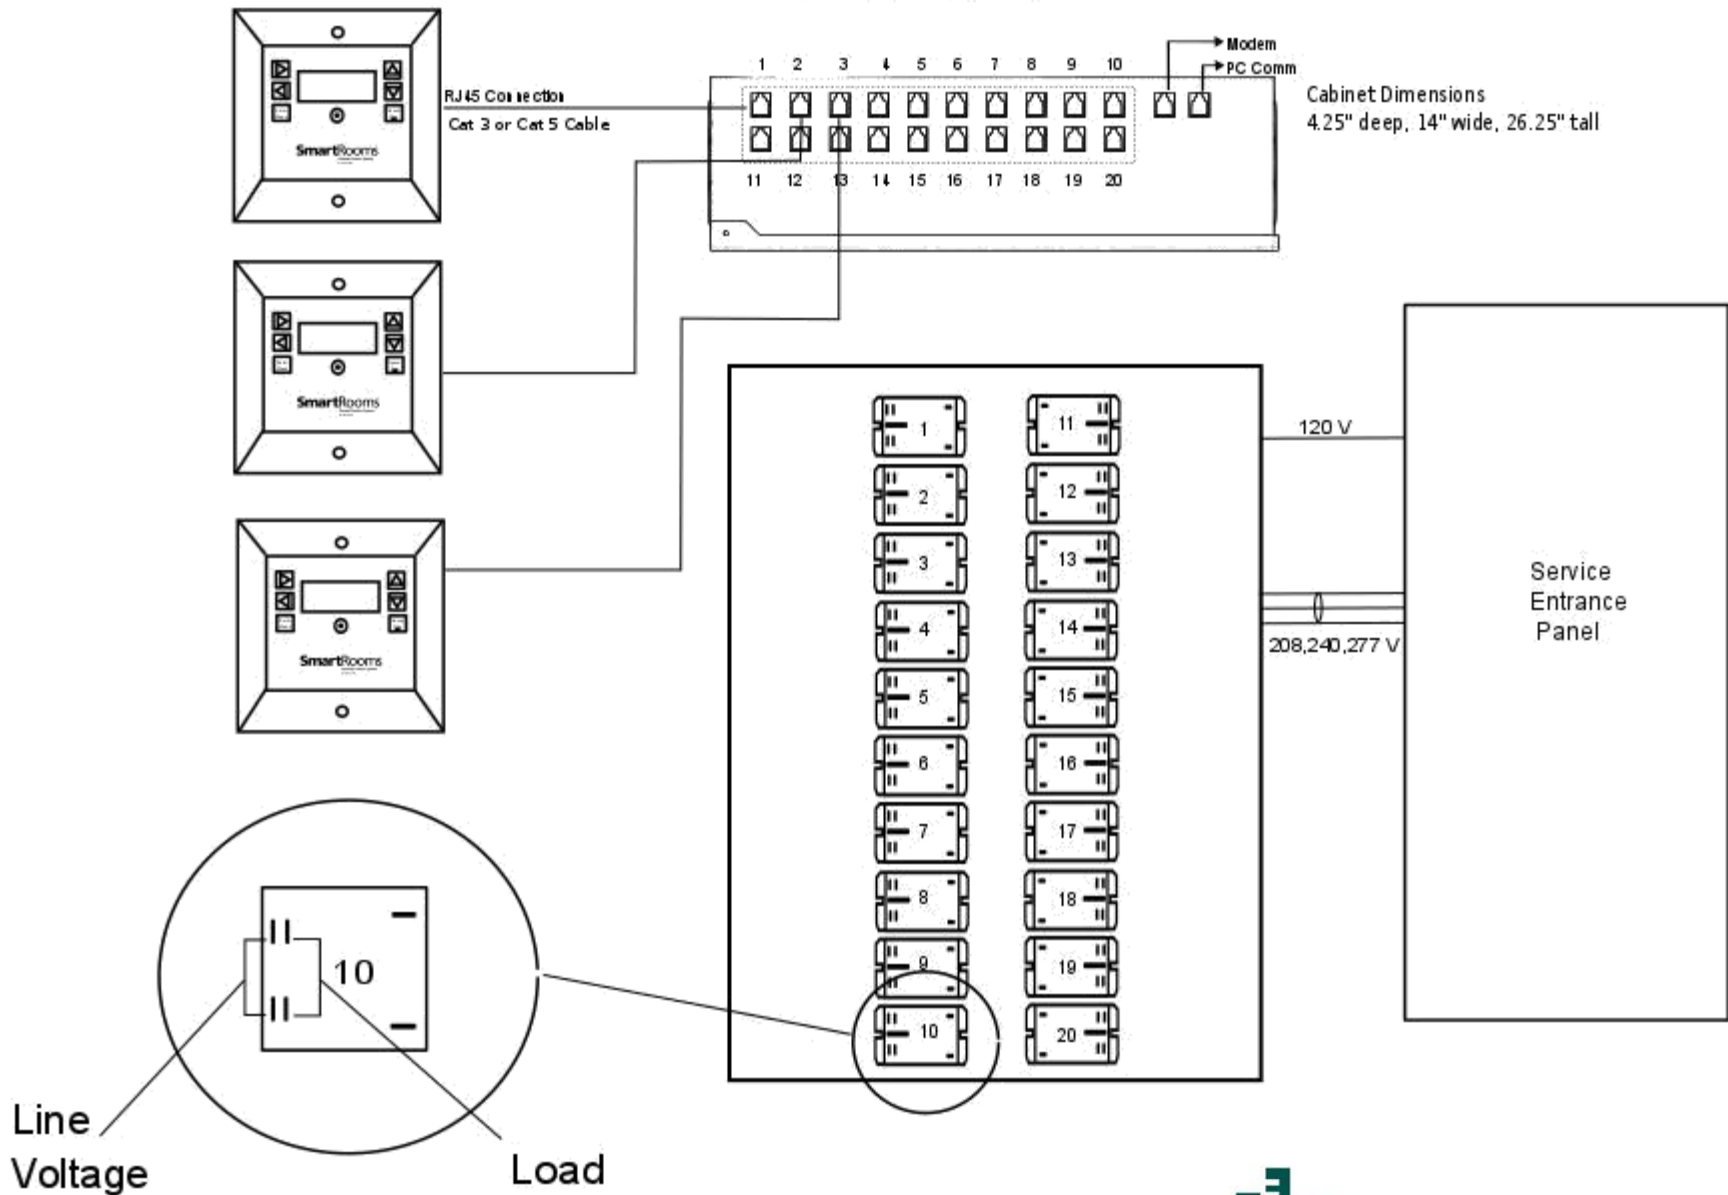 Modem
PC Comm
1 2 3 4 5 6 7 8 9 10
11 12 13 14 15 16 17 18 19 20
Cabinet Dimensions
4.25" deep, 14" wide, 26.25" tall
RJ45 Connection
Cat 3 or Cat 5 Cable
SmartRooms
SmartRooms
SmartRooms
1 11
2 12
3 13
4 14
5 15
6 16
7 17
8 18
9 19
10 20
120 V
208,240,277 V
Service
Entrance
Panel
10
Line
Voltage
Load